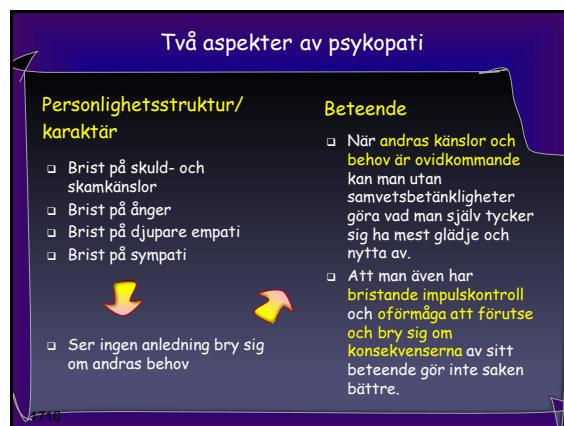 Två aspekter av psykopati
Personlighetsstruktur/
karaktär
Brist på skuld- och
skamkänslor
Brist på ånger
Brist på djupare empati
Brist på sympati
Ser ingen anledning bry sig
om andras behov
Beteende
När andras känslor och
behov är ovidkommande
kan man utan
samvetsbetänkligheter
göra vad man själv tycker
sig ha mest glädje och
nytta av.
Att man även har
bristande impulskontroll
och oförmåga att förutse
och bry sig om
konsekvenserna av sitt
beteende gör inte saken
bättre.
1716